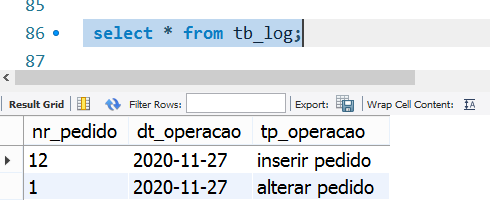 85
86 select * from tb_log;
87
Result Grid Filter Rows: Export: Wrap Cell Content: IA
nr_pedido dt_operacao tp_operacao
12 2020-11-27 inserir pedido
1 2020-11-27 alterar pedido